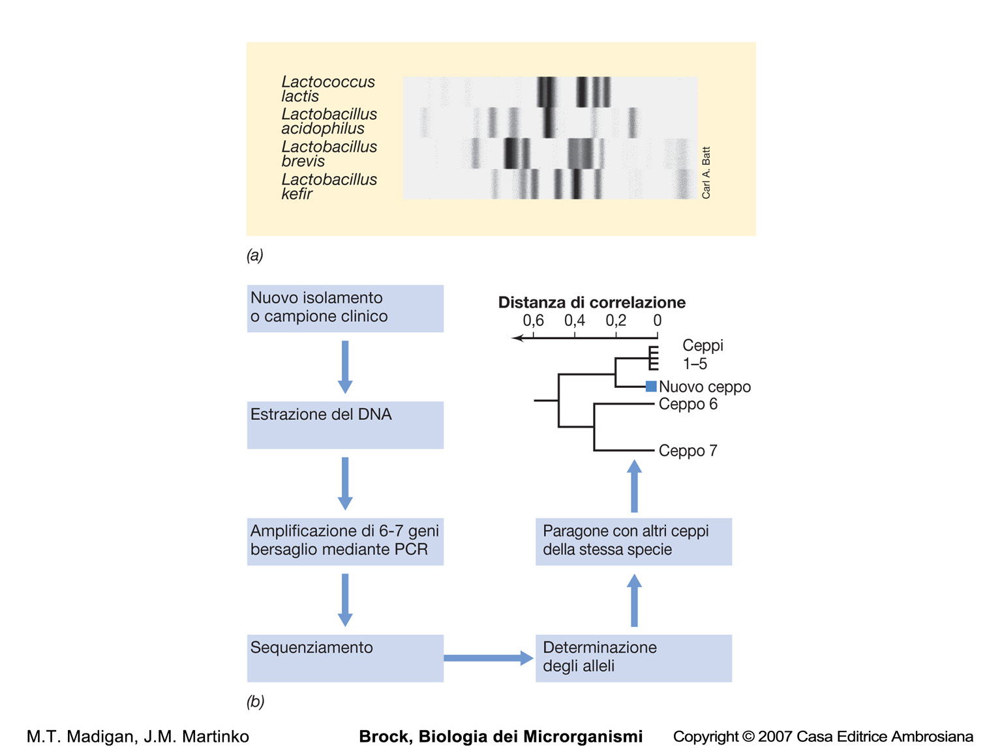 Lactococcus
lactis
Lactobacillus
acidophilus
Lactobacillus
brevis
Lactobacillus
kefir
Carl A. Batt
(a)
Nuovo isolamento
o campione clinico
Estrazione del DNA
Amplificazione di 6-7 geni
bersaglio mediante PCR
Sequenziamento
Determinazione
degli alleli
Paragone con altri ceppi
della stessa specie
Distanza di correlazione
0,6 0,4 0,2 0
Ceppi
1–5
Nuovo ceppo
Ceppo 6
Ceppo 7
(b)
M.T. Madigan, J.M. Martinko
Brock, Biologia dei Microrganismi
Copyright © 2007 Casa Editrice Ambrosiana